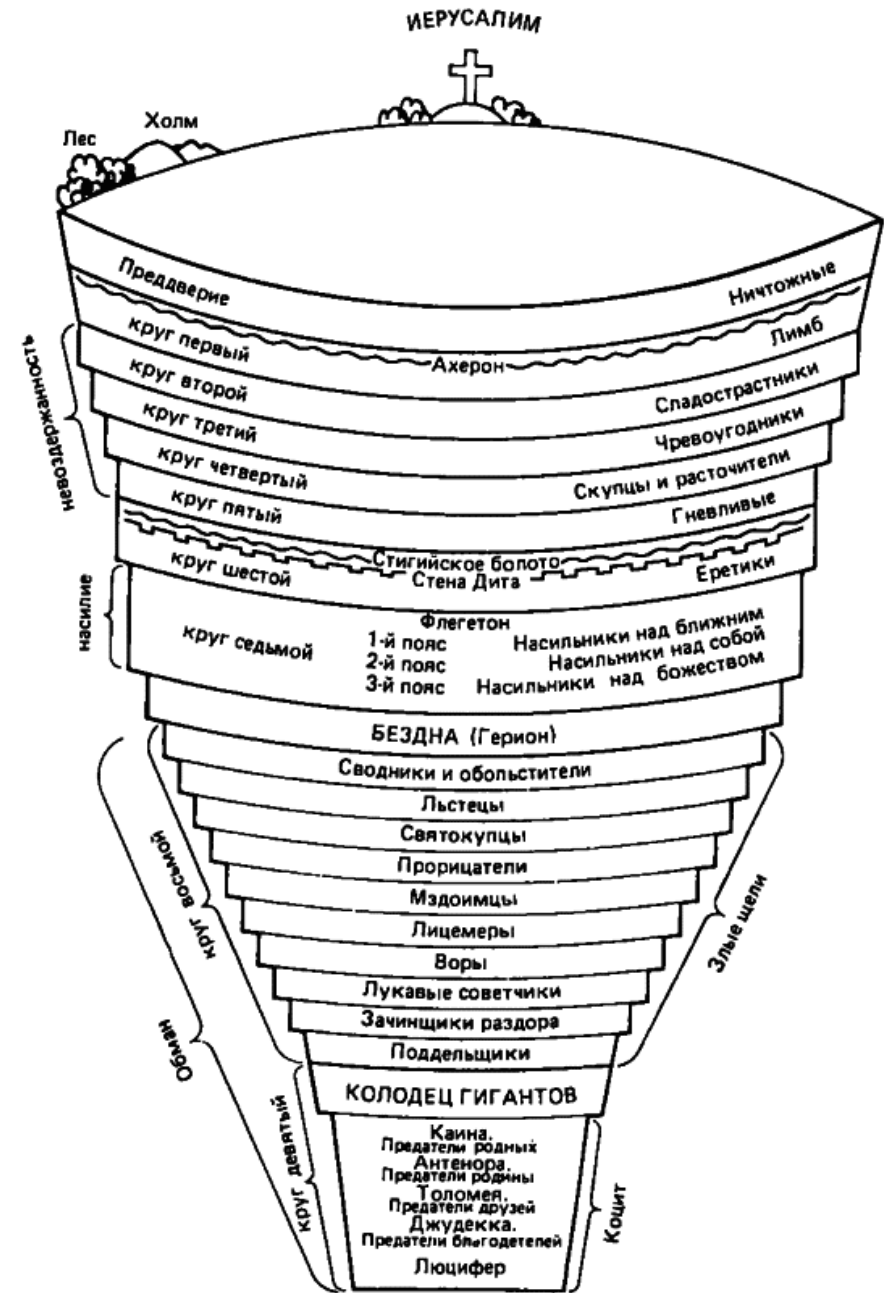 ИЕРУСАЛИМ
Холм
Лес
Преддверие
Ничтожные
круг первый
Ахерон
Лимб
круг второй
Сладострастники
круг третий
Чревоугодники
невоздержанность
круг четвертый
Скупцы и расточители
круг пятый
Гневливые
Стигийское болото
Стена Дита
круг шестой
Еретики
насилие
Флегетон
круг седьмой
1-й пояс Насильники над ближним
2-й пояс Насильники над собой
3-й пояс Насильники над божеством
БЕЗДНА (Герион)
Сводники и обольстители
Льстецы
Святокупцы
Прорицатели
Мздоимцы
Лицемеры
Воры
Лукавые советчики
Зачинщики раздора
Поддельщики
круг восьмой
Злые щели
Обман
КОЛОДЕЦ ГИГАНТОВ
круг девятый
Каина.
Предатели родных
Антенора.
Предатели родины
Толомея.
Предатели друзей
Джудекка.
Предатели благодетелей
Люцифер
Коцит